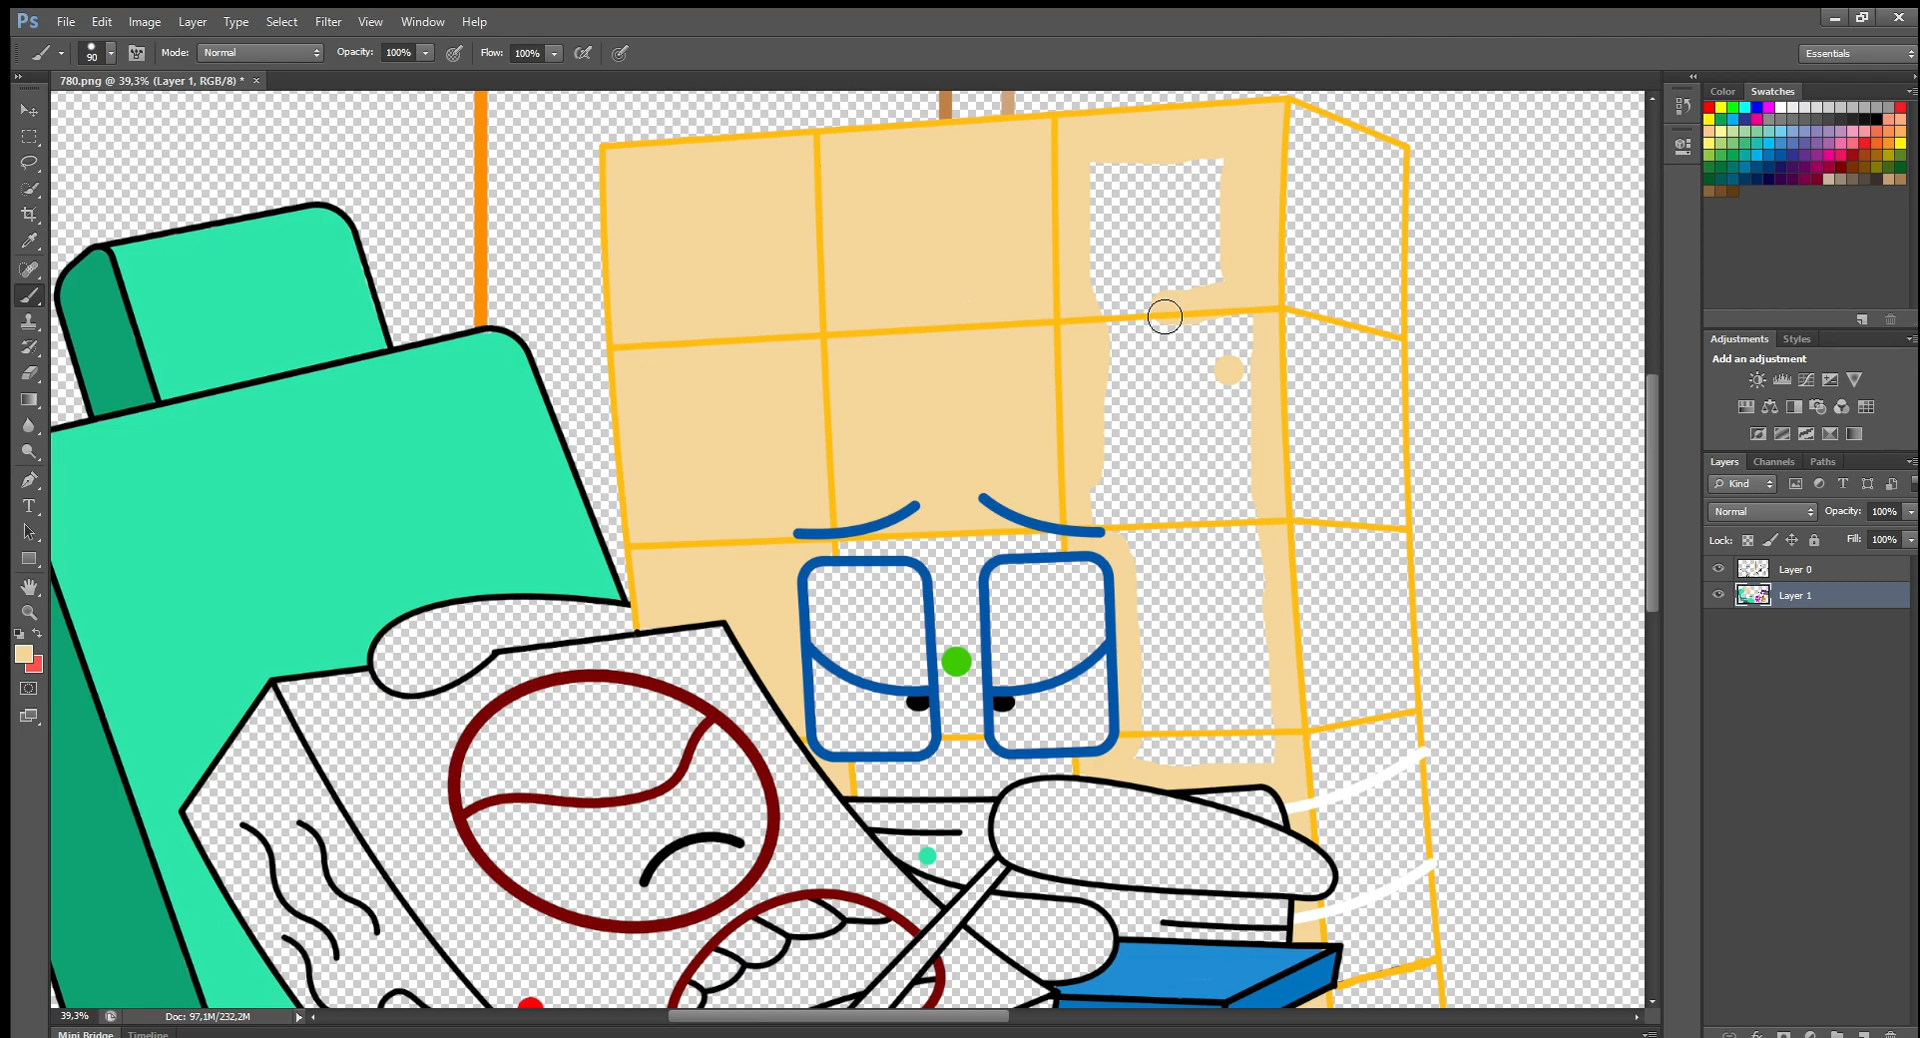 Ps File Edit Image Layer Type Select Filter View Window Help
90 Mode: Normal Opacity: 100% Flow: 100% Essentials
780.png @ 39,3% (Layer 1, RGB/8) * ×
Color Swatches
Adjustments Styles
Add an adjustment
Layers Channels Paths
Kind T
Normal Opacity: 100%
Lock: Fill: 100%
Layer 0
Layer 1
T
39,3% Doc: 97,1M/232,2M
Mini Bridge Timeline
fx